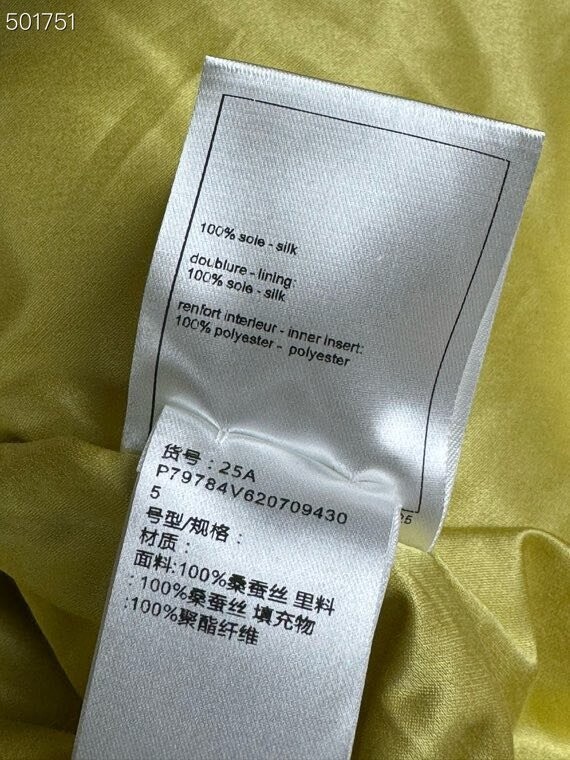 501751
100% soie - silk
doublure - lining:
100% soie - silk
renfort interieur - inner insert:
100% polyester - polyester
货号：25A
P79784V620709430
5
号型/规格：
材质：
面料:100%桑蚕丝 里料
: 100%桑蚕丝 填充物
:100%聚酯纤维